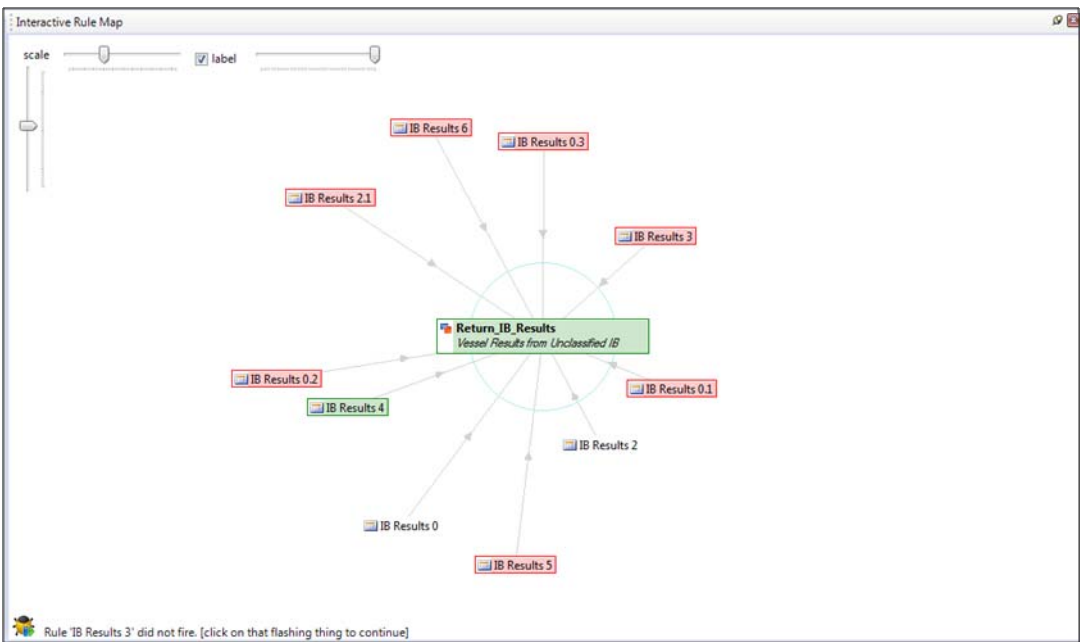 Interactive Rule Map
scale
label
IB Results 6
IB Results 0.3
IB Results 2.1
IB Results 3
Return_IB_Results
Vessel Results from Unclassified IB
IB Results 0.2
IB Results 0.1
IB Results 4
IB Results 2
IB Results 0
IB Results 5
Rule 'IB Results 3' did not fire. [click on that flashing thing to continue]